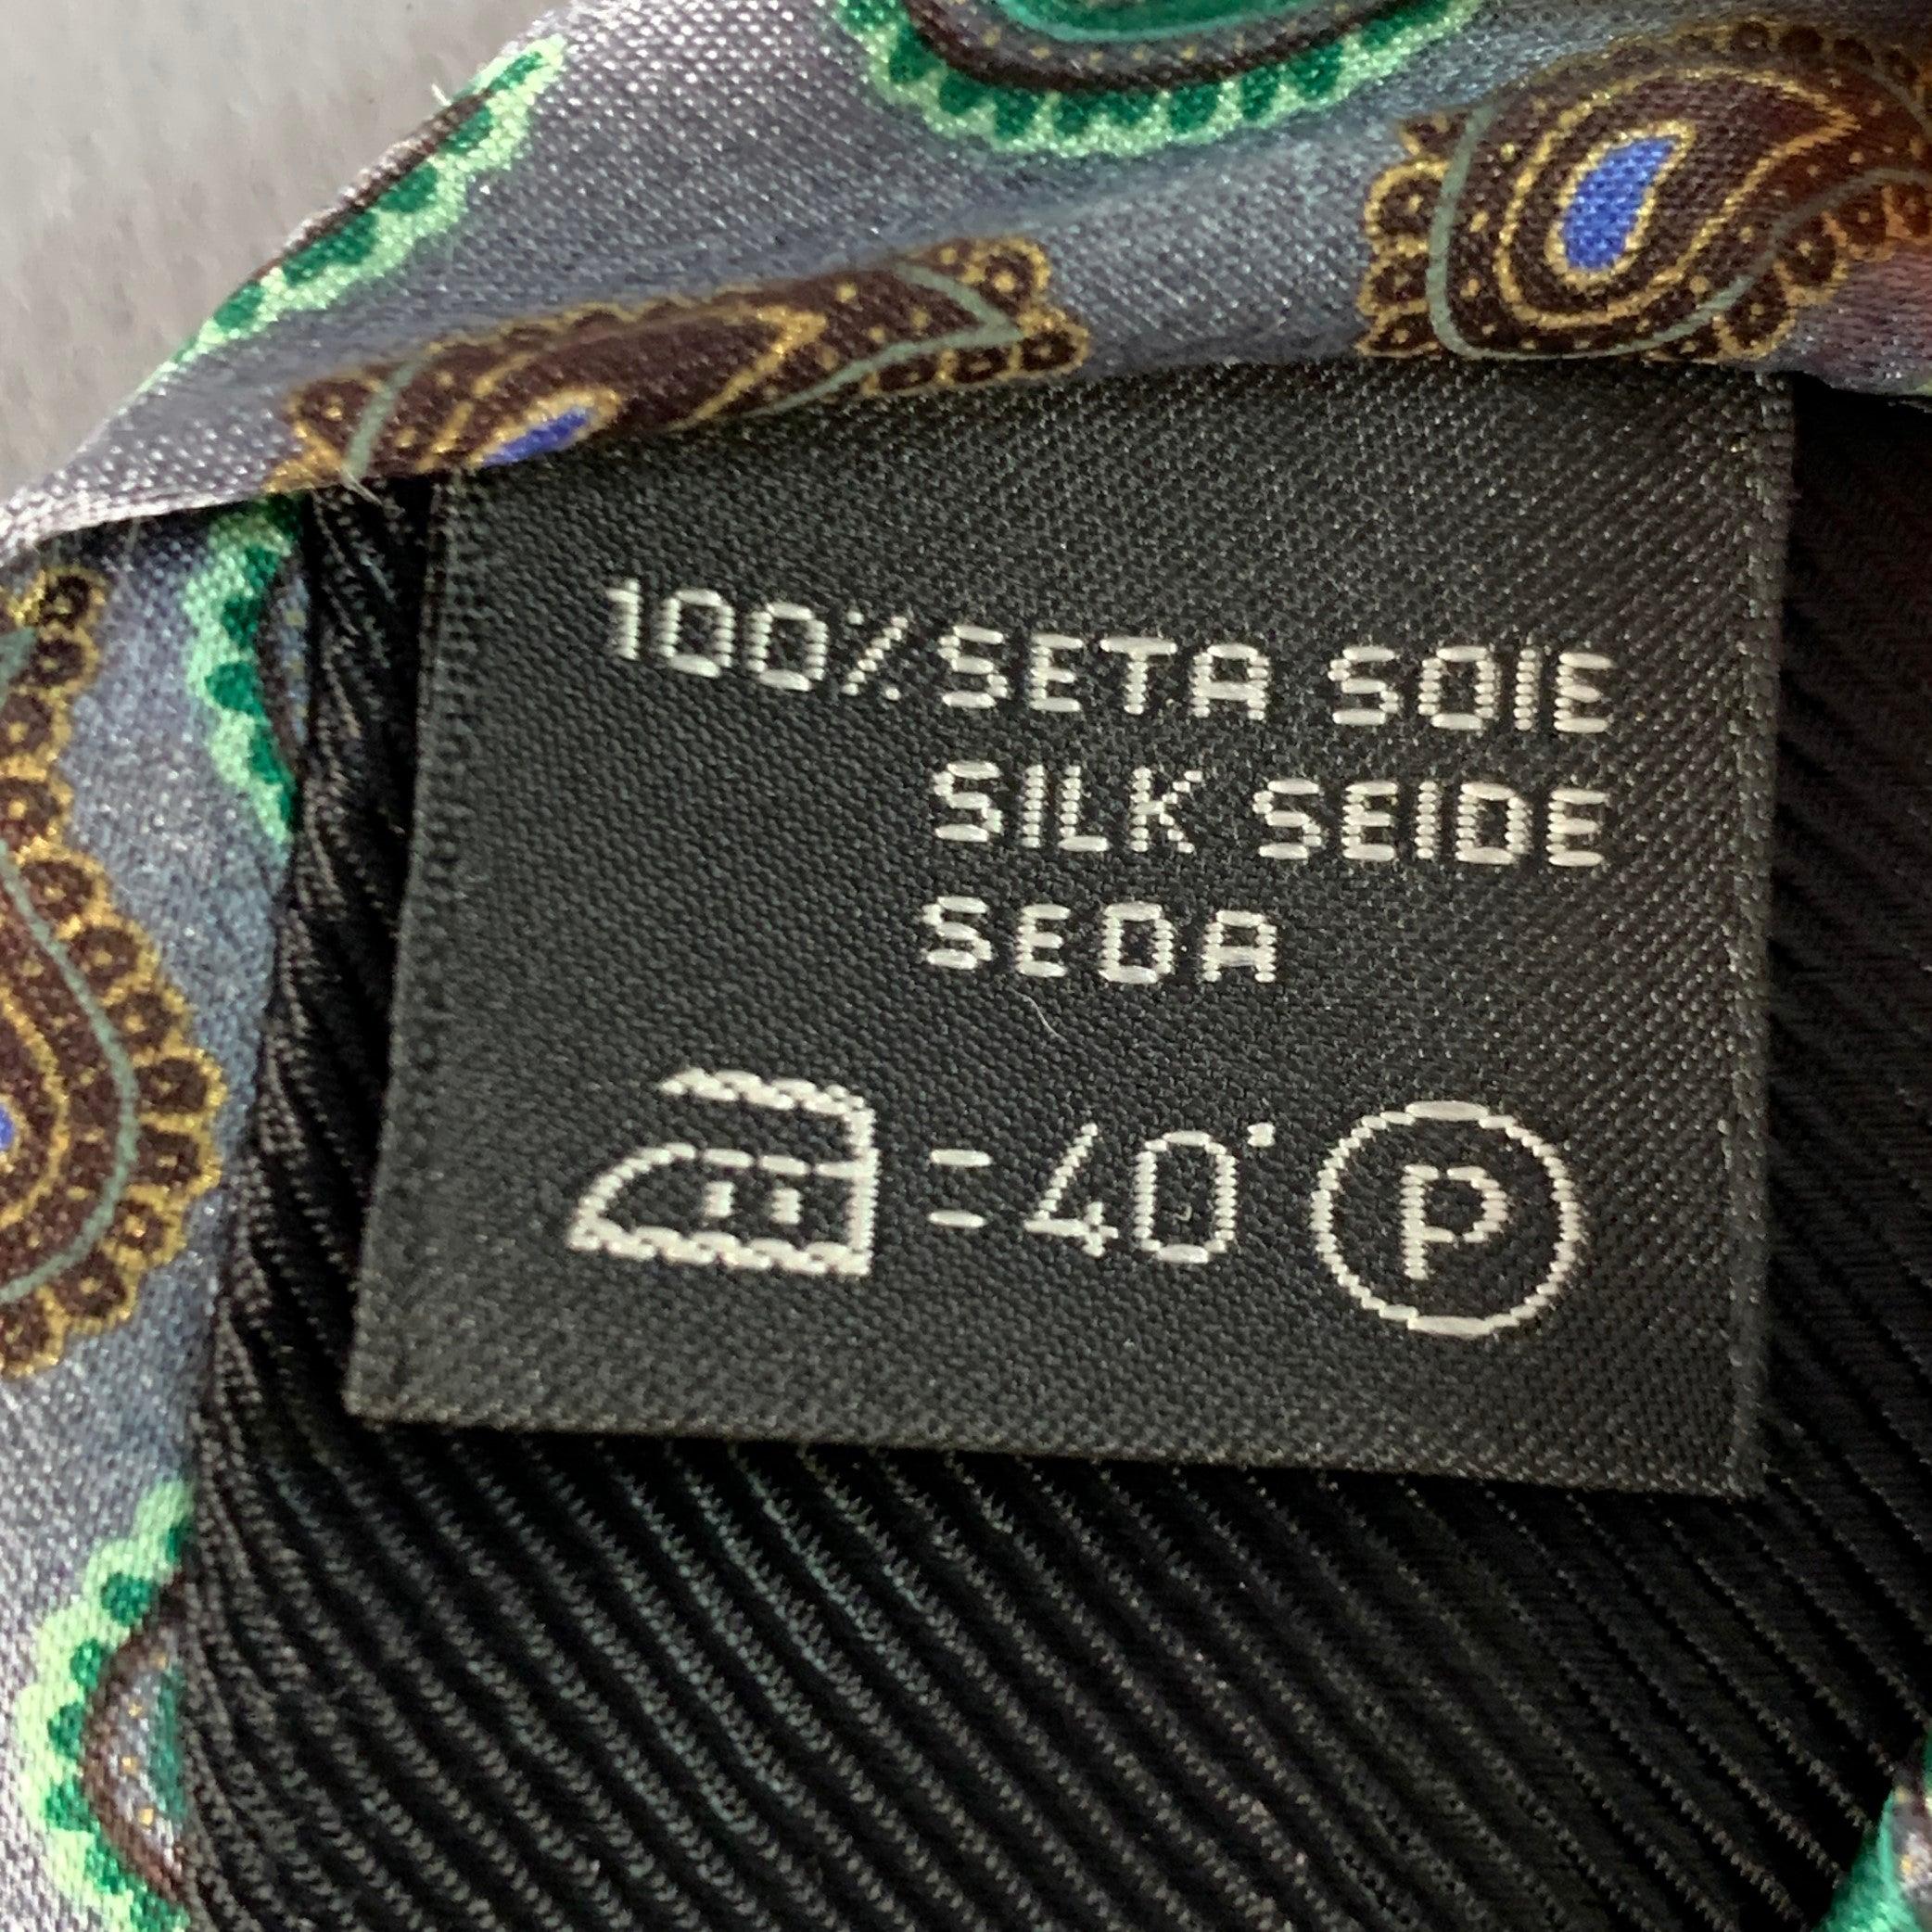 100% SETA SOIE
SILK SEIDE
SEDA
=40° P